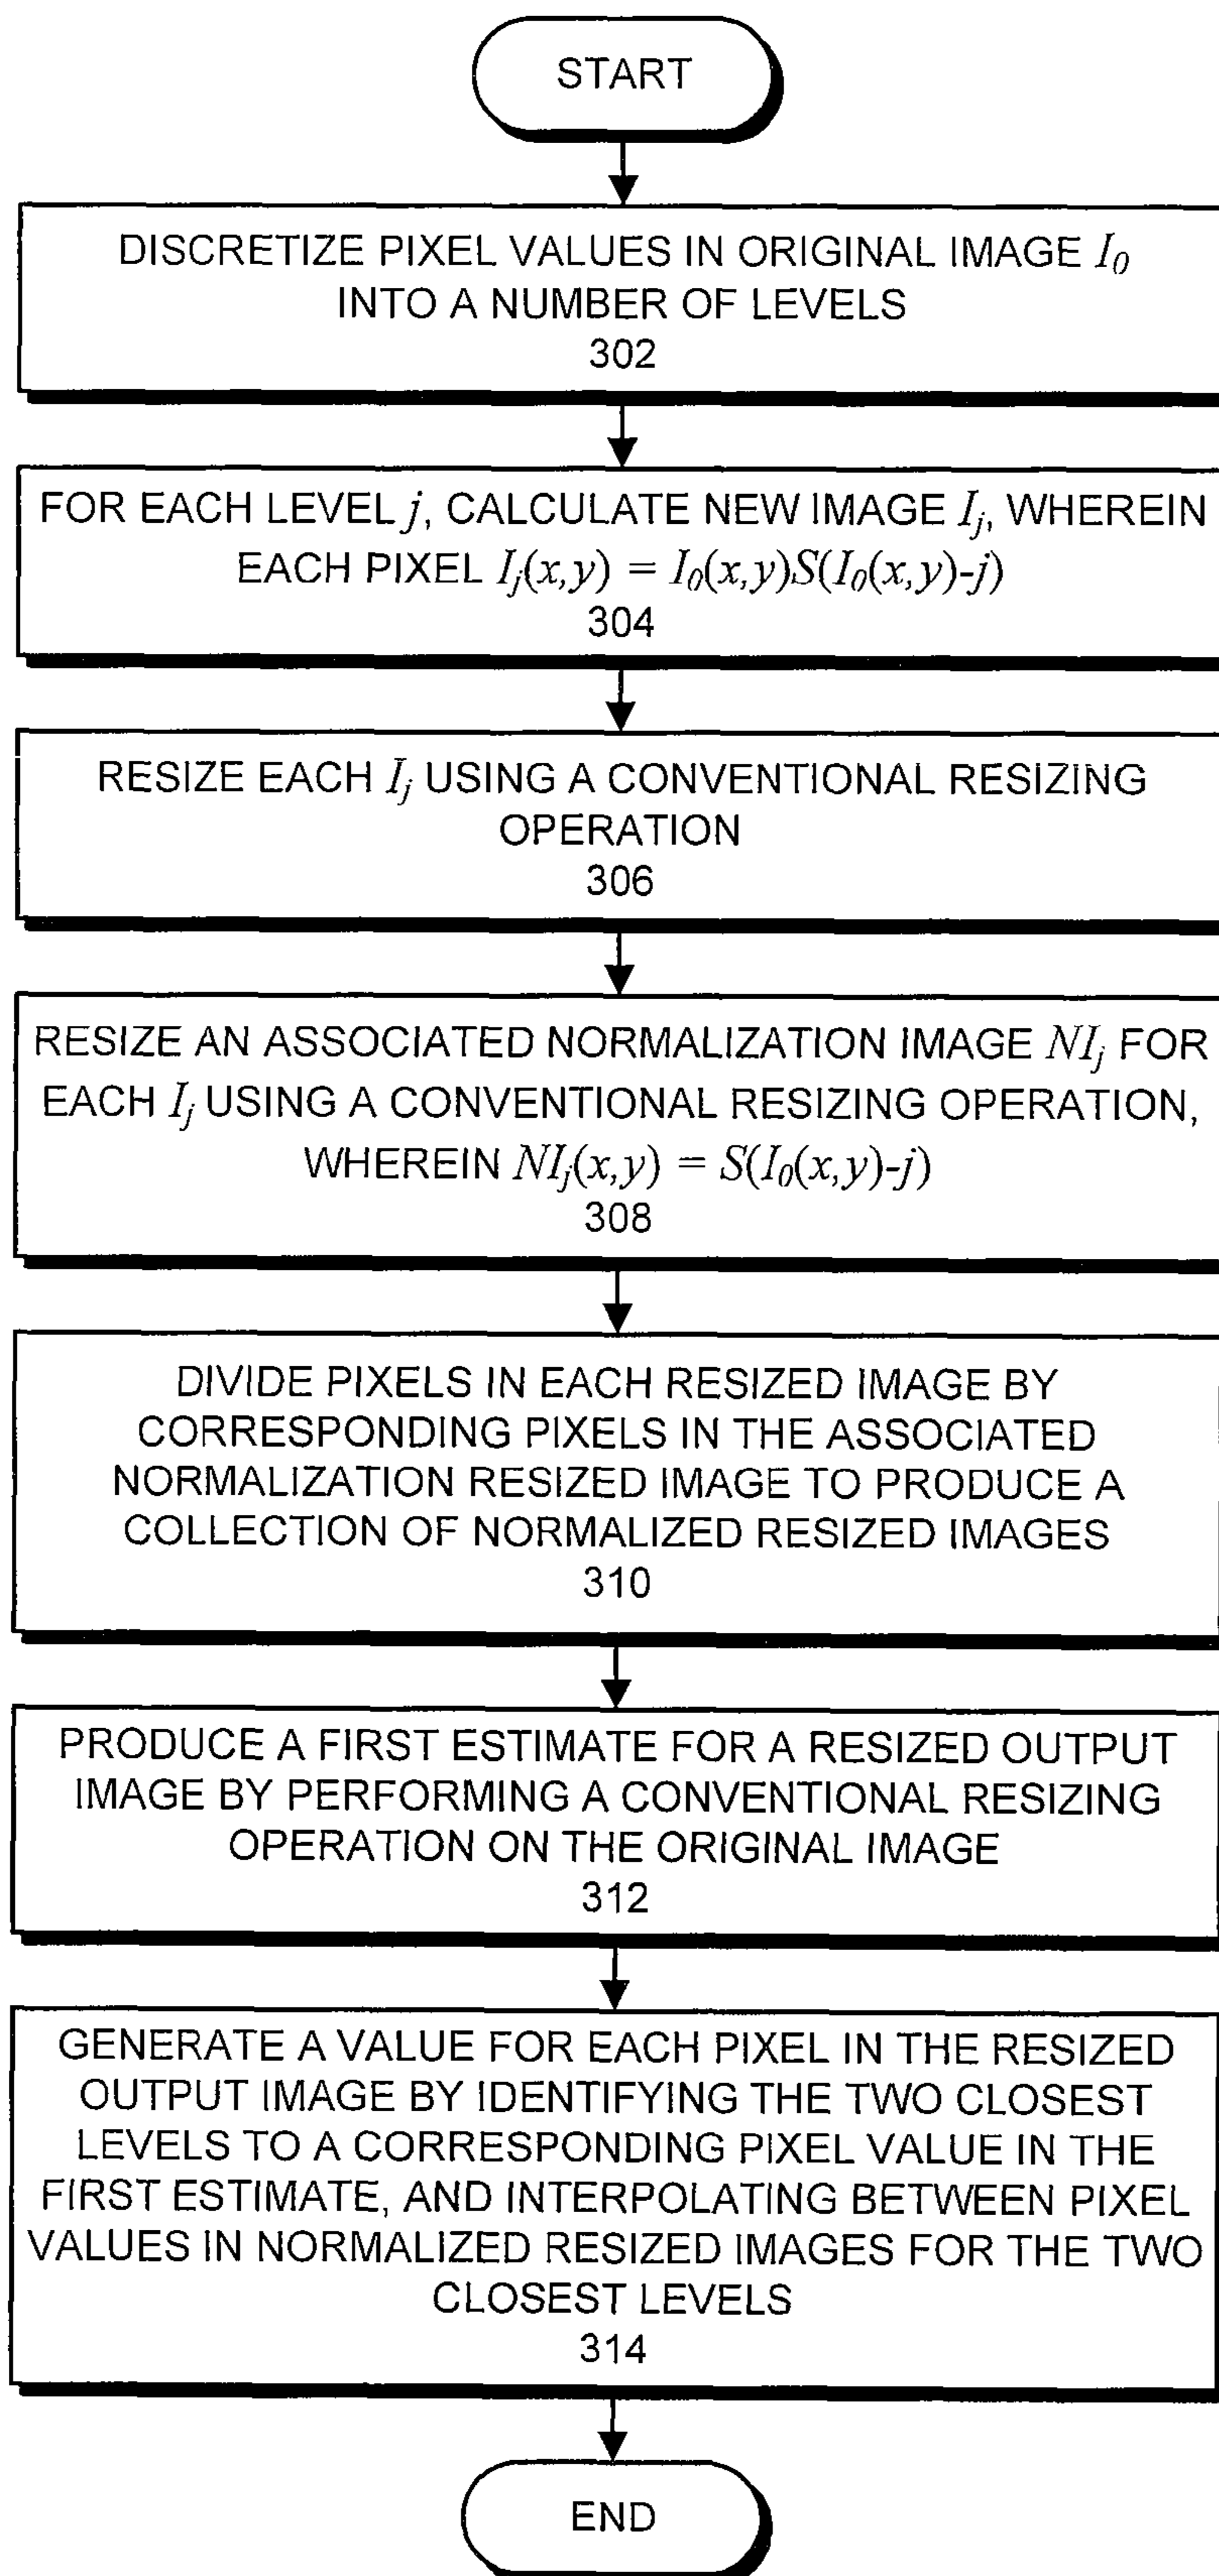 START
DISCRETIZE PIXEL VALUES IN ORIGINAL IMAGE I₀
INTO A NUMBER OF LEVELS
302
FOR EACH LEVEL j, CALCULATE NEW IMAGE Iⱼ, WHEREIN
EACH PIXEL Iⱼ(x,y) = I₀(x,y)S(I₀(x,y)-j)
304
RESIZE EACH Iⱼ USING A CONVENTIONAL RESIZING
OPERATION
306
RESIZE AN ASSOCIATED NORMALIZATION IMAGE NIⱼ FOR
EACH Iⱼ USING A CONVENTIONAL RESIZING OPERATION,
WHEREIN NIⱼ(x,y) = S(I₀(x,y)-j)
308
DIVIDE PIXELS IN EACH RESIZED IMAGE BY
CORRESPONDING PIXELS IN THE ASSOCIATED
NORMALIZATION RESIZED IMAGE TO PRODUCE A
COLLECTION OF NORMALIZED RESIZED IMAGES
310
PRODUCE A FIRST ESTIMATE FOR A RESIZED OUTPUT
IMAGE BY PERFORMING A CONVENTIONAL RESIZING
OPERATION ON THE ORIGINAL IMAGE
312
GENERATE A VALUE FOR EACH PIXEL IN THE RESIZED
OUTPUT IMAGE BY IDENTIFYING THE TWO CLOSEST
LEVELS TO A CORRESPONDING PIXEL VALUE IN THE
FIRST ESTIMATE, AND INTERPOLATING BETWEEN PIXEL
VALUES IN NORMALIZED RESIZED IMAGES FOR THE TWO
CLOSEST LEVELS
314
END